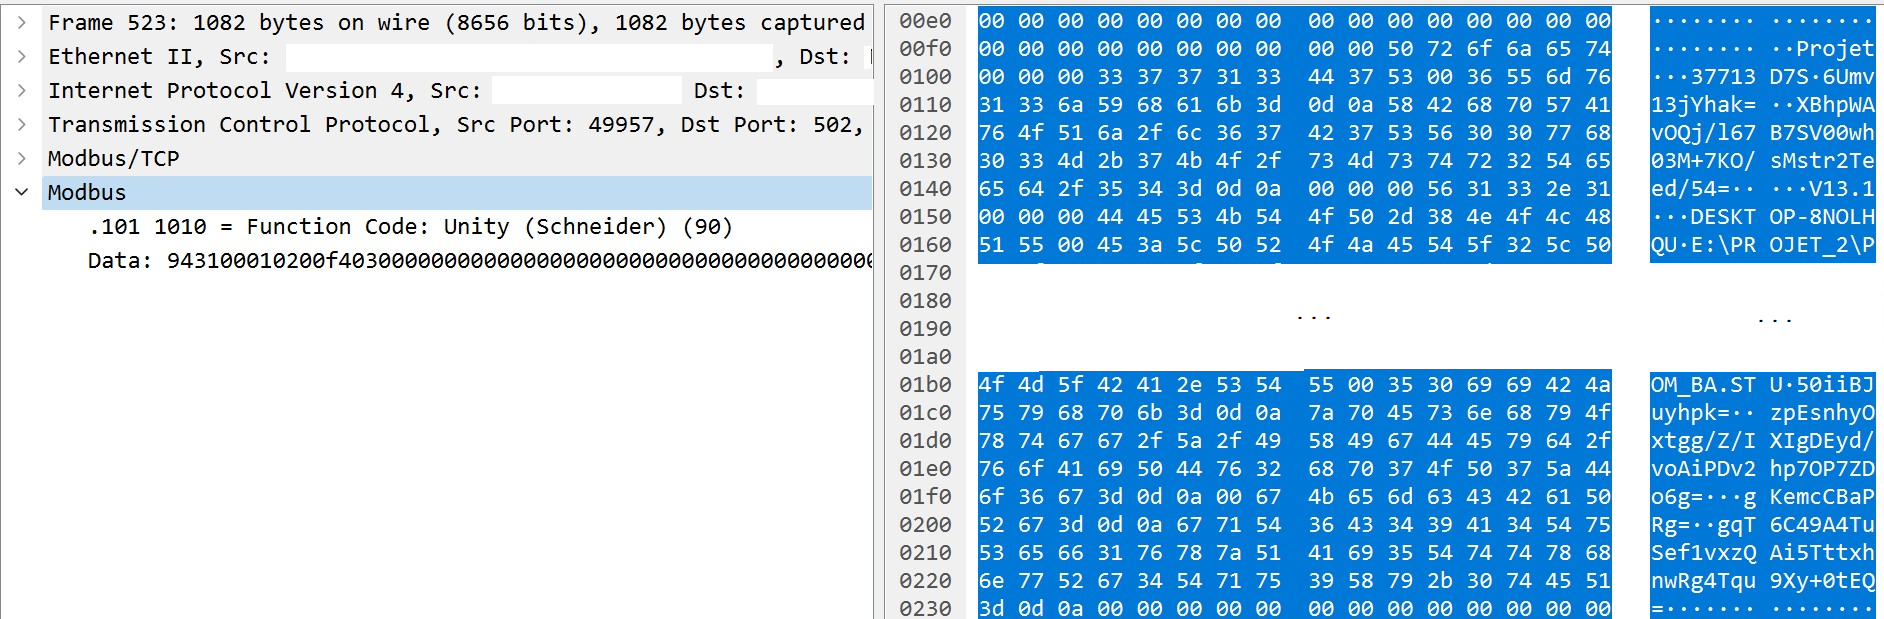 Frame 523: 1082 bytes on wire (8656 bits), 1082 bytes captured
Ethernet II, Src: , Dst:
Internet Protocol Version 4, Src: Dst:
Transmission Control Protocol, Src Port: 49957, Dst Port: 502,
Modbus/TCP
Modbus
.101 1010 = Function Code: Unity (Schneider) (90)
Data: 943100010200f40300000000000000000000000000000000000
00e0 00 00 00 00 00 00 00 00 00 00 00 00 00 00 00 00 ········ ········
00f0 00 00 00 00 00 00 00 00 00 00 50 72 6f 6a 65 74 ········ ··Projet
0100 00 00 00 33 37 37 31 33 44 37 53 00 36 55 6d 76 ···37713 D7S·6Umv
0110 31 33 6a 59 68 61 6b 3d 0d 0a 58 42 68 70 57 41 13jYhak= ··XBhpWA
0120 76 4f 51 6a 2f 6c 36 37 42 37 53 56 30 30 77 68 vOQj/l67 B7SV00wh
0130 30 33 4d 2b 37 4b 4f 2f 73 4d 73 74 72 32 54 65 03M+7KO/ sMstr2Te
0140 65 64 2f 35 34 3d 0d 0a 00 00 00 56 31 33 2e 31 ed/54=·· ···V13.1
0150 00 00 00 44 45 53 4b 54 4f 50 2d 38 4e 4f 4c 48 ···DESKT OP-8NOLH
0160 51 55 00 45 3a 5c 50 52 4f 4a 45 54 5f 32 5c 50 QU·E:\PR OJET_2\P
0170
0180
0190 ... ...
01a0
01b0 4f 4d 5f 42 41 2e 53 54 55 00 35 30 69 69 42 4a OM_BA.ST U·50iiBJ
01c0 75 79 68 70 6b 3d 0d 0a 7a 70 45 73 6e 68 79 4f uyhpk=·· zpEsnhyO
01d0 78 74 67 67 2f 5a 2f 49 58 49 67 44 45 79 64 2f xtgg/Z/I XIgDEyd/
01e0 76 6f 41 69 50 44 76 32 68 70 37 4f 50 37 5a 44 voAiPDv2 hp7OP7ZD
01f0 6f 36 67 3d 0d 0a 00 67 4b 65 6d 63 43 42 61 50 o6g=···g KemcCBaP
0200 52 67 3d 0d 0a 67 71 54 36 43 34 39 41 34 54 75 Rg=··gqT 6C49A4Tu
0210 53 65 66 31 76 78 7a 51 41 69 35 54 74 74 78 68 Sef1vxzQ Ai5Tttxh
0220 6e 77 52 67 34 54 71 75 39 58 79 2b 30 74 45 51 nwRg4Tqu 9Xy+0tEQ
0230 3d 0d 0a 00 00 00 00 00 00 00 00 00 00 00 00 00 =······· ········